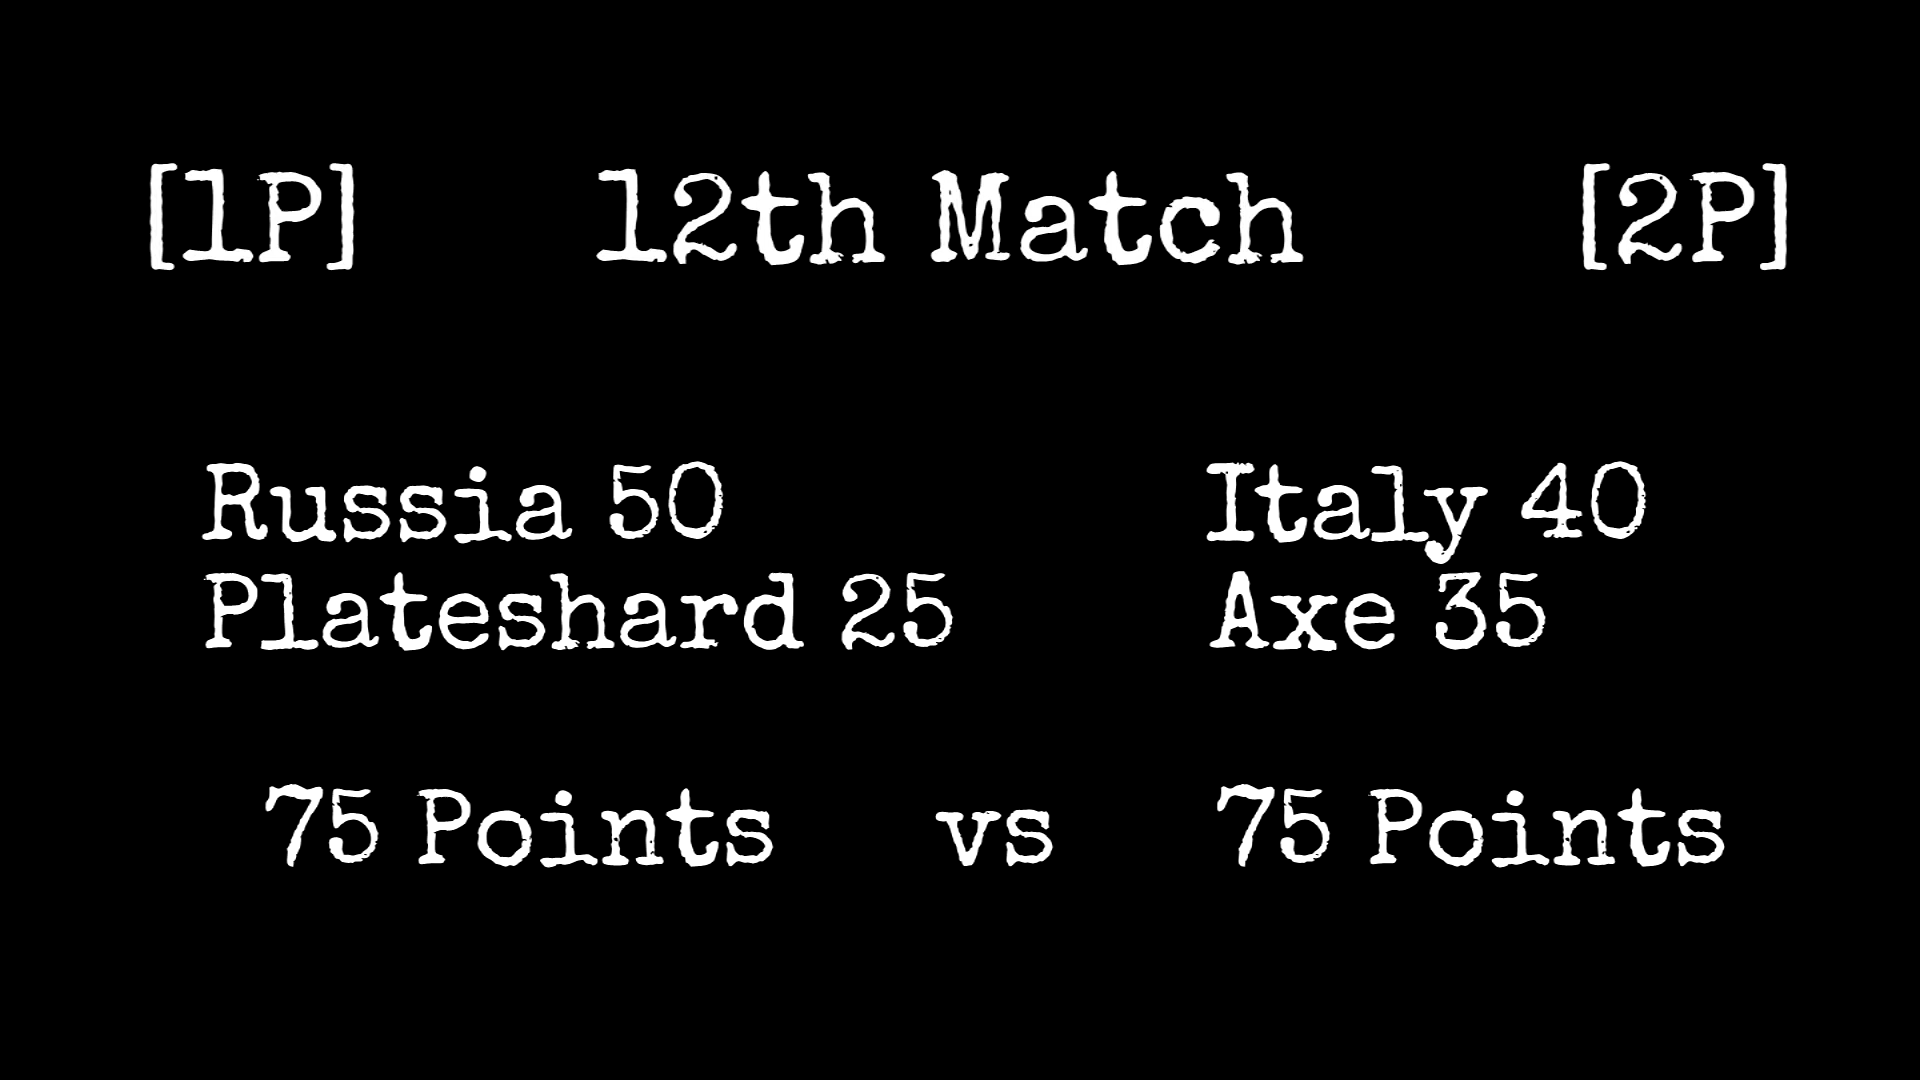 [1P] 12th Match [2P]
Russia 50 Italy 40
Plateshard 25 Axe 35
75 Points vs 75 Points